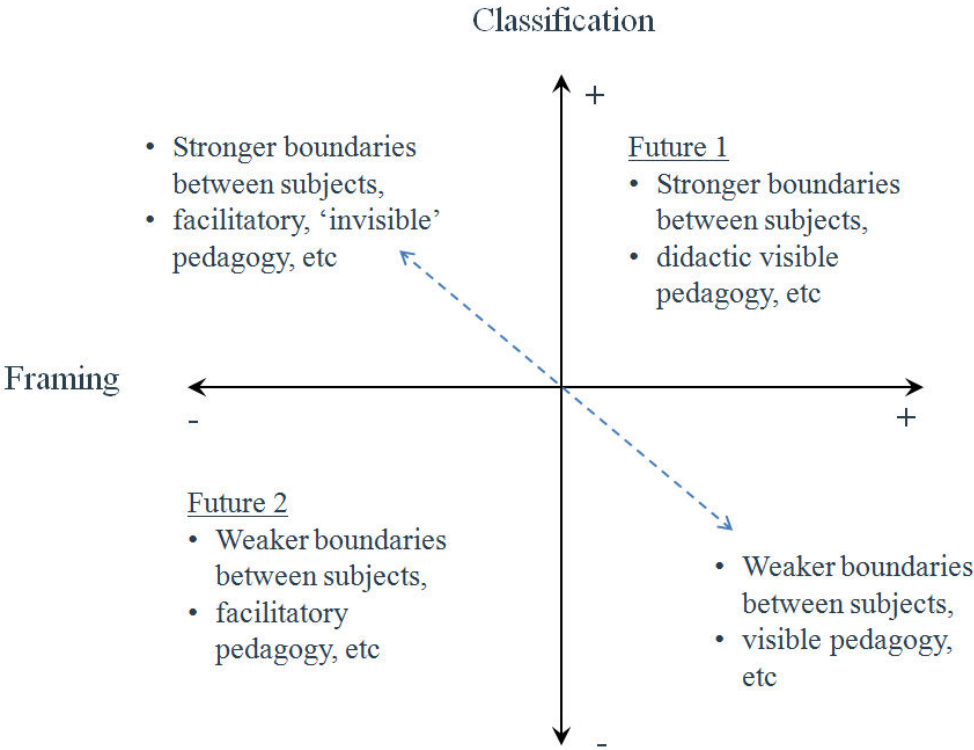 Classification
+
• Stronger boundaries
between subjects,
• facilitatory, ‘invisible’
pedagogy, etc
Future 1
• Stronger boundaries
between subjects,
• didactic visible
pedagogy, etc
Framing
-
+
Future 2
• Weaker boundaries
between subjects,
• facilitatory
pedagogy, etc
• Weaker boundaries
between subjects,
• visible pedagogy,
etc
-